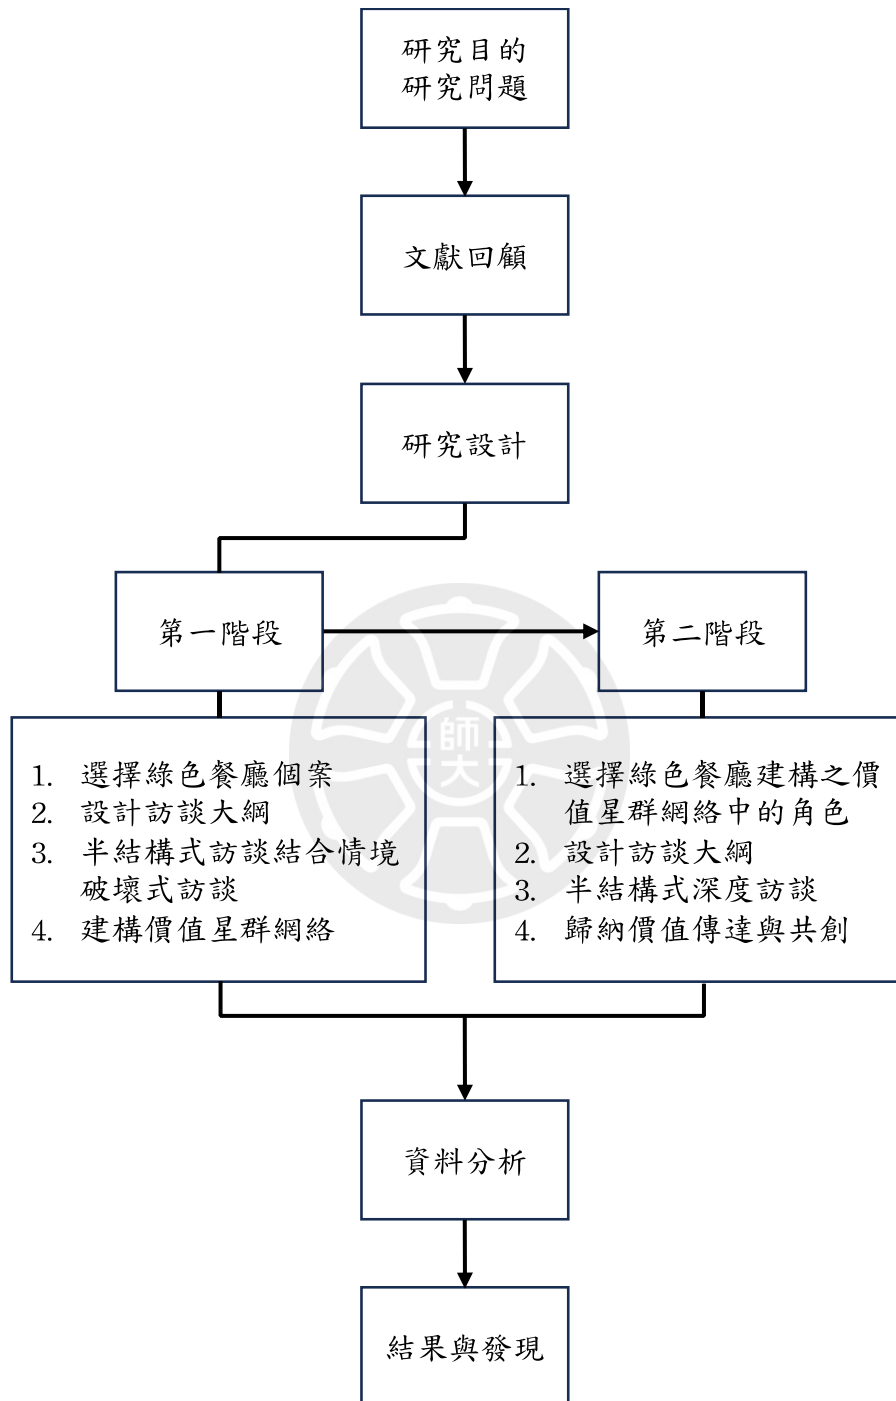 研究目的
研究問題
文獻回顧
研究設計
第一階段
第二階段
1. 選擇綠色餐廳個案
2. 設計訪談大綱
3. 半結構式訪談結合情境
破壞式訪談
4. 建構價值星群網絡
1. 選擇綠色餐廳建構之價
值星群網絡中的角色
2. 設計訪談大綱
3. 半結構式深度訪談
4. 歸納價值傳達與共創
師大
資料分析
結果與發現